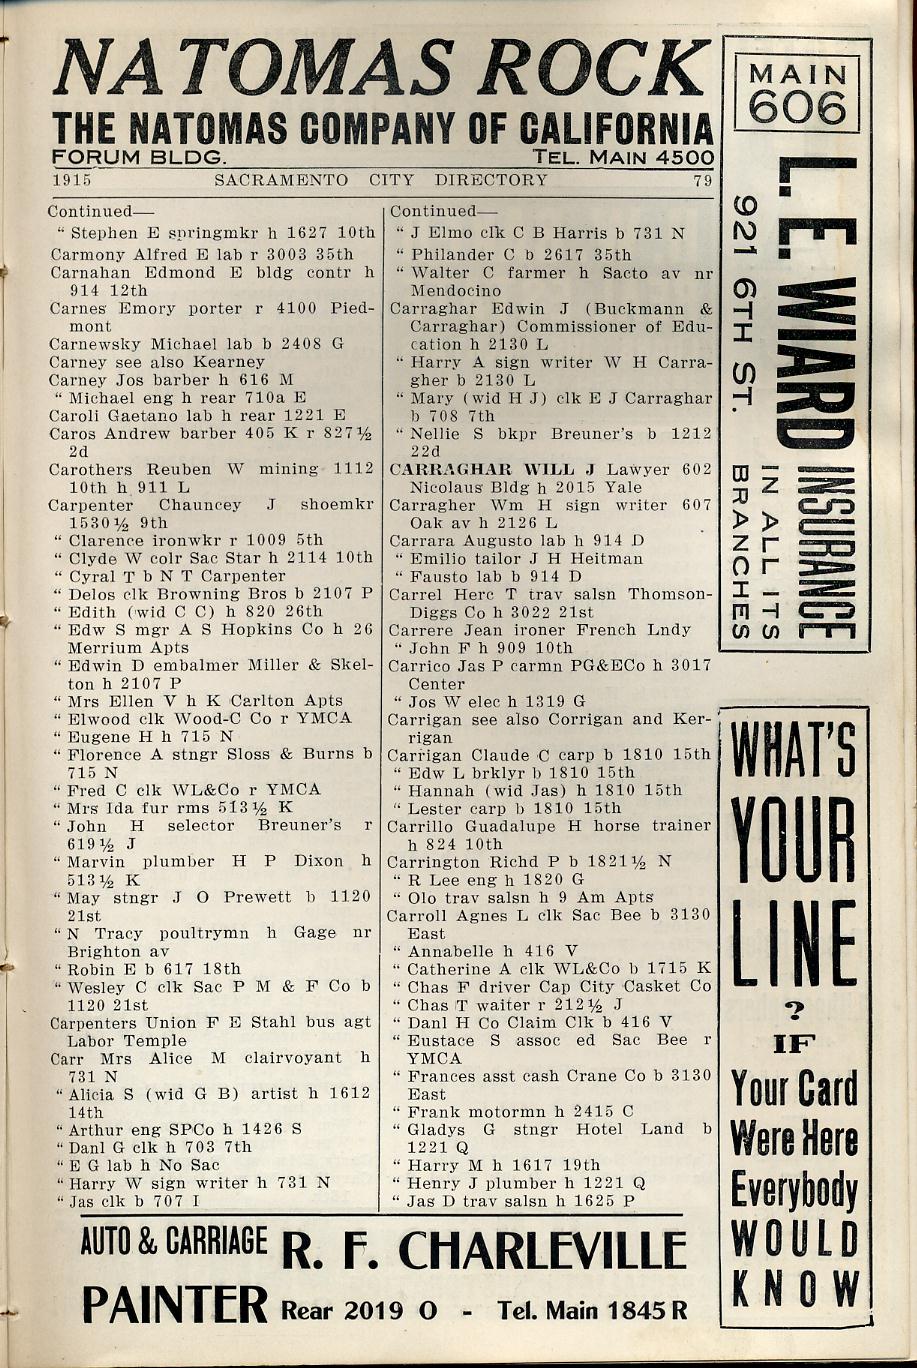 NATOMAS ROCK
THE NATOMAS COMPANY OF CALIFORNIA
FORUM BLDG. TEL. MAIN 4500
1915 SACRAMENTO CITY DIRECTORY 79
Continued—
" Stephen E springmkr h 1627 10th
Carmony Alfred E lab r 3003 35th
Carnahan Edmond E bldg contr h
914 12th
Carnes Emory porter r 4100 Pied-
mont
Carnewsky Michael lab b 2408 G
Carney see also Kearney
Carney Jos barber h 616 M
" Michael eng h rear 710a E
Caroli Gaetano lab h rear 1221 E
Caros Andrew barber 405 K r 827½
2d
Carothers Reuben W mining 1112
10th h 911 L
Carpenter Chauncey J shoemkr
1530½ 9th
" Clarence ironwkr r 1009 5th
" Clyde W colr Sac Star h 2114 10th
" Cyral T b N T Carpenter
" Delos clk Browning Bros b 2107 P
" Edith (wid C C) h 820 26th
" Edw S mgr A S Hopkins Co h 26
Merrium Apts
" Edwin D embalmer Miller & Skel-
ton h 2107 P
" Mrs Ellen V h K Carlton Apts
" Elwood clk Wood-C Co r YMCA
" Eugene H h 715 N
" Florence A stngr Sloss & Burns b
715 N
" Fred C clk WL&Co r YMCA
" Mrs Ida fur rms 513½ K
" John H selector Breuner's r
619½ J
" Marvin plumber H P Dixon h
513½ K
" May stngr J O Prewett b 1120
21st
" N Tracy poultrymn h Gage nr
Brighton av
" Robin E b 617 18th
" Wesley C clk Sac P M & F Co b
1120 21st
Carpenters Union F E Stahl bus agt
Labor Temple
Carr Mrs Alice M clairvoyant h
731 N
" Alicia S (wid G B) artist h 1612
14th
" Arthur eng SPCo h 1426 S
" Danl G clk h 703 7th
" E G lab h No Sac
" Harry W sign writer h 731 N
" Jas clk b 707 I
Continued—
" J Elmo clk C B Harris b 731 N
" Philander C b 2617 35th
" Walter C farmer h Sacto av nr
Mendocino
Carraghar Edwin J (Buckmann &
Carraghar) Commissioner of Edu-
cation h 2130 L
" Harry A sign writer W H Carra-
gher b 2130 L
" Mary (wid H J) clk E J Carraghar
b 708 7th
" Nellie S bkpr Breuner's b 1212
22d
CARRAGHAR WILL J Lawyer 602
Nicolaus Bldg h 2015 Yale
Carragher Wm H sign writer 607
Oak av h 2126 L
Carrara Augusto lab h 914 D
" Emilio tailor J H Heitman
" Fausto lab b 914 D
Carrel Herc T trav salsn Thomson-
Diggs Co h 3022 21st
Carrere Jean ironer French Lndy
" John F h 909 10th
Carrico Jas P carmn PG&ECo h 3017
Center
" Jos W elec h 1319 G
Carrigan see also Corrigan and Ker-
rigan
Carrigan Claude C carp b 1810 15th
" Edw L brklyr b 1810 15th
" Hannah (wid Jas) h 1810 15th
" Lester carp b 1810 15th
Carrillo Guadalupe H horse trainer
h 824 10th
Carrington Richd P b 1821½ N
" R Lee eng h 1820 G
" Olo trav salsn h 9 Am Apts
Carroll Agnes L clk Sac Bee b 3130
East
" Annabelle h 416 V
" Catherine A clk WL&Co b 1715 K
" Chas F driver Cap City Casket Co
" Chas T waiter r 212½ J
" Danl H Co Claim Clk b 416 V
" Eustace S assoc ed Sac Bee r
YMCA
" Frances asst cash Crane Co b 3130
East
" Frank motormn h 2415 C
" Gladys G stngr Hotel Land b
1221 Q
" Harry M h 1617 19th
" Henry J plumber h 1221 Q
" Jas D trav salsn h 1625 P
MAIN
606
L. E. WIARD INSURANCE
921 6TH ST. IN ALL ITS
BRANCHES
WHAT'S
YOUR
LINE
?
IF
Your Card
Were Here
Everybody
WOULD
KNOW
AUTO & CARRIAGE R. F. CHARLEVILLE
PAINTER Rear 2019 O - Tel. Main 1845 R